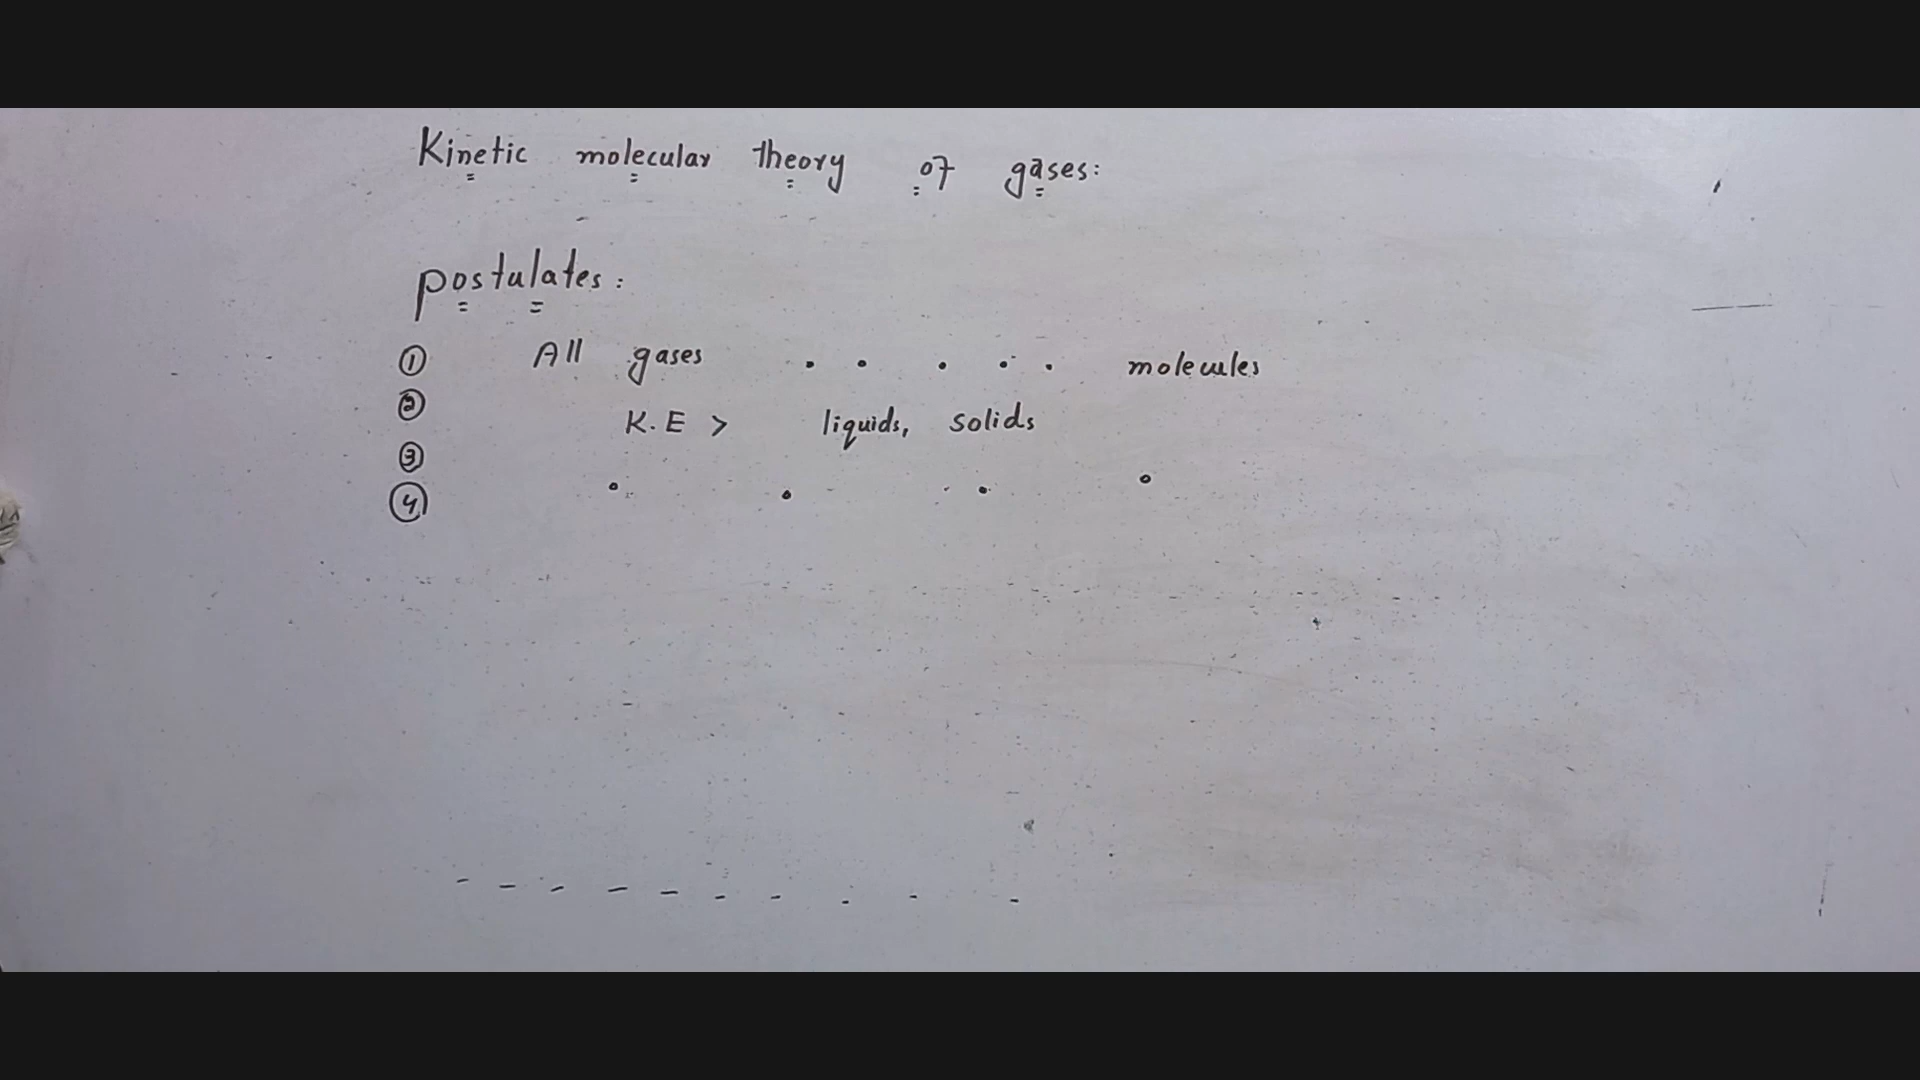 Kinetic molecular theory of gases:
postulates:
① All gases . . . . . molecules
② K.E > liquids, solids
③
④